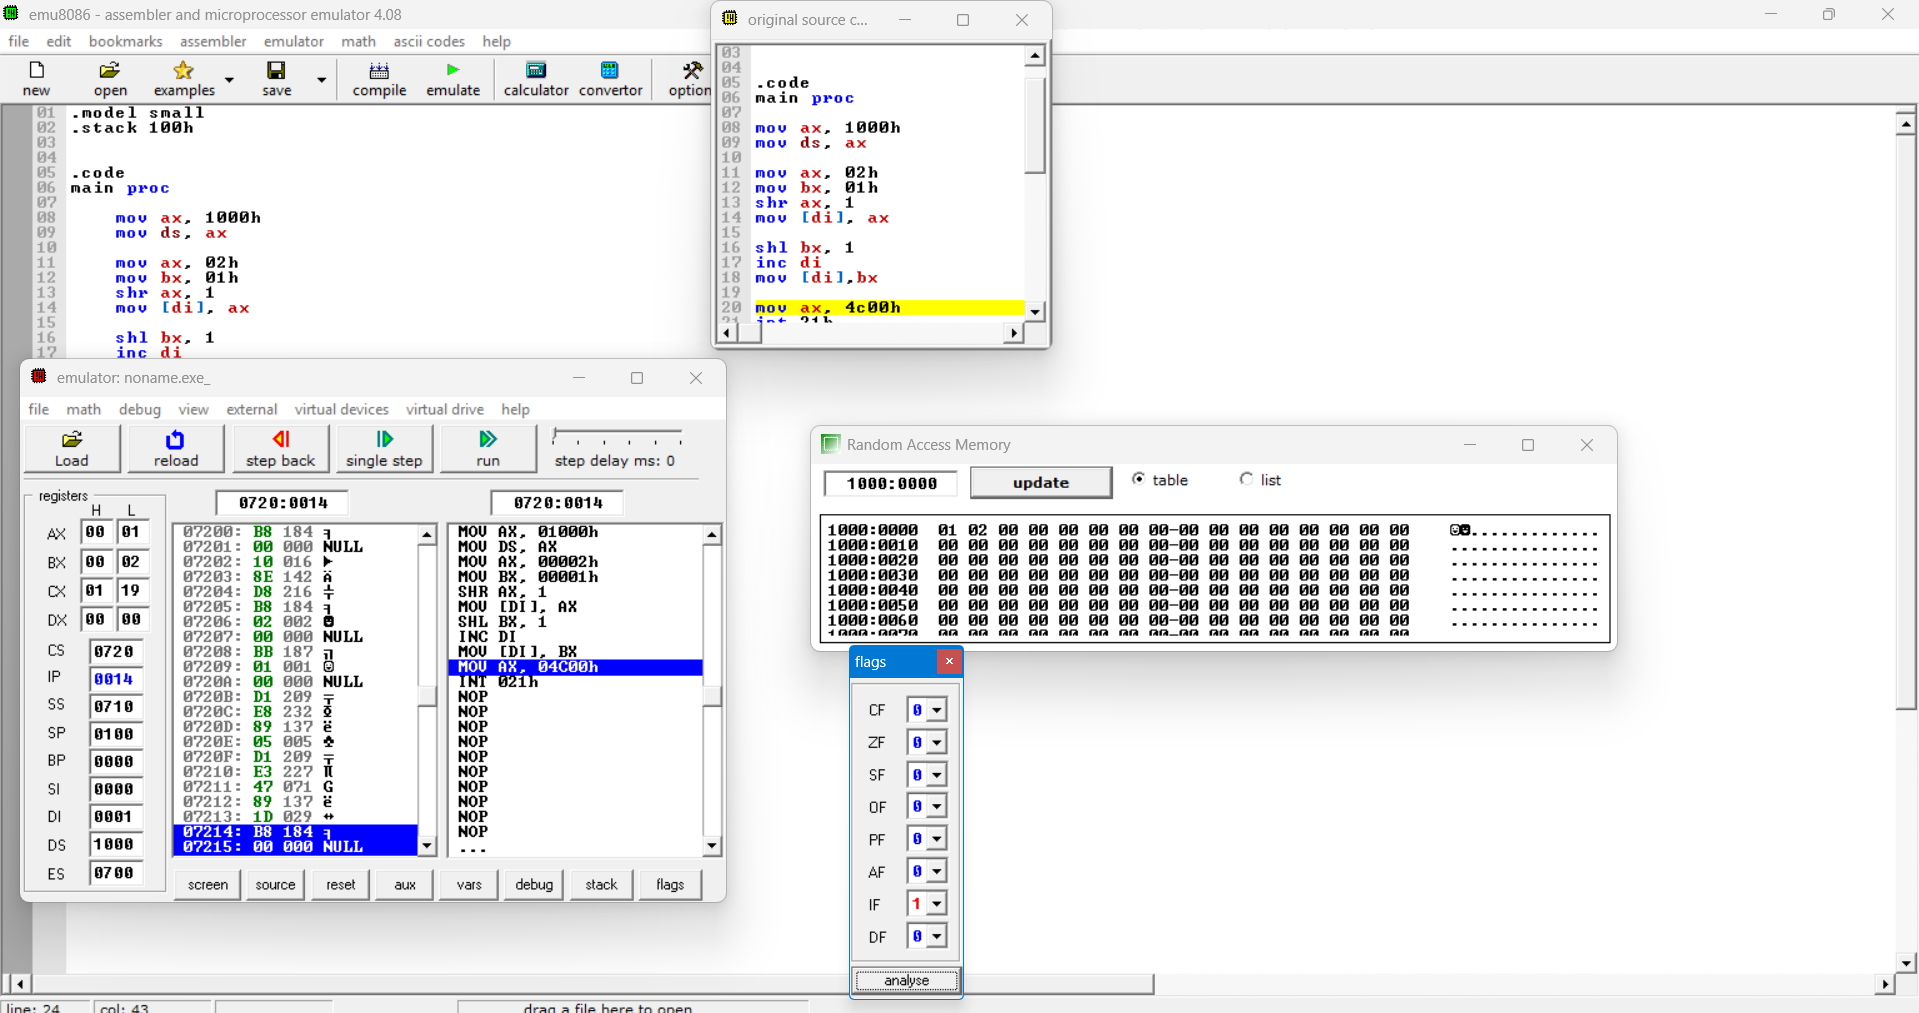 emu8086 - assembler and microprocessor emulator 4.08
file edit bookmarks assembler emulator math ascii codes help
new open examples save compile emulate calculator convertor option
01 .model small
02 .stack 100h
03
04
05 .code
06 main proc
07
08 mov ax, 1000h
09 mov ds, ax
10
11 mov ax, 02h
12 mov bx, 01h
13 shr ax, 1
14 mov [di], ax
15
16 shl bx, 1
17 inc di
original source c...
03
04
05 .code
06 main proc
07
08 mov ax, 1000h
09 mov ds, ax
10
11 mov ax, 02h
12 mov bx, 01h
13 shr ax, 1
14 mov [di], ax
15
16 shl bx, 1
17 inc di
18 mov [di],bx
19
20 mov ax, 4c00h
21 int 21h
emulator: noname.exe_
file math debug view external virtual devices virtual drive help
Load reload step back single step run step delay ms: 0
registers
H L
AX 00 01
BX 00 02
CX 01 19
DX 00 00
CS 0720
IP 0014
SS 0710
SP 0100
BP 0000
SI 0000
DI 0001
DS 1000
ES 0700
0720:0014
07200: B8 184 ╕
07201: 00 000 NULL
07202: 10 016 ►
07203: 8E 142 Ä
07204: D8 216 ╪
07205: B8 184 ╕
07206: 02 002 ☻
07207: 00 000 NULL
07208: BB 187 ╗
07209: 01 001 ☺
0720A: 00 000 NULL
0720B: D1 209 ╤
0720C: E8 232 Φ
0720D: 89 137 ë
0720E: 05 005 ♣
0720F: D1 209 ╤
07210: E3 227 π
07211: 47 071 G
07212: 89 137 ë
07213: 1D 029 ↔
07214: B8 184 ╕
07215: 00 000 NULL
0720:0014
MOV AX, 01000h
MOV DS, AX
MOV AX, 00002h
MOV BX, 00001h
SHR AX, 1
MOV [DI], AX
SHL BX, 1
INC DI
MOV [DI], BX
MOV AX, 04C00h
INT 021h
NOP
NOP
NOP
NOP
NOP
NOP
NOP
NOP
NOP
NOP
...
screen source reset aux vars debug stack flags
Random Access Memory
1000:0000 update table list
1000:0000 01 02 00 00 00 00 00 00-00 00 00 00 00 00 00 00 ☺☻..............
1000:0010 00 00 00 00 00 00 00 00-00 00 00 00 00 00 00 00 ................
1000:0020 00 00 00 00 00 00 00 00-00 00 00 00 00 00 00 00 ................
1000:0030 00 00 00 00 00 00 00 00-00 00 00 00 00 00 00 00 ................
1000:0040 00 00 00 00 00 00 00 00-00 00 00 00 00 00 00 00 ................
1000:0050 00 00 00 00 00 00 00 00-00 00 00 00 00 00 00 00 ................
1000:0060 00 00 00 00 00 00 00 00-00 00 00 00 00 00 00 00 ................
1000:0070 00 00 00 00 00 00 00 00-00 00 00 00 00 00 00 00
flags
CF 0
ZF 0
SF 0
OF 0
PF 0
AF 0
IF 1
DF 0
analyse
line: 24 col: 43 drag a file here to open